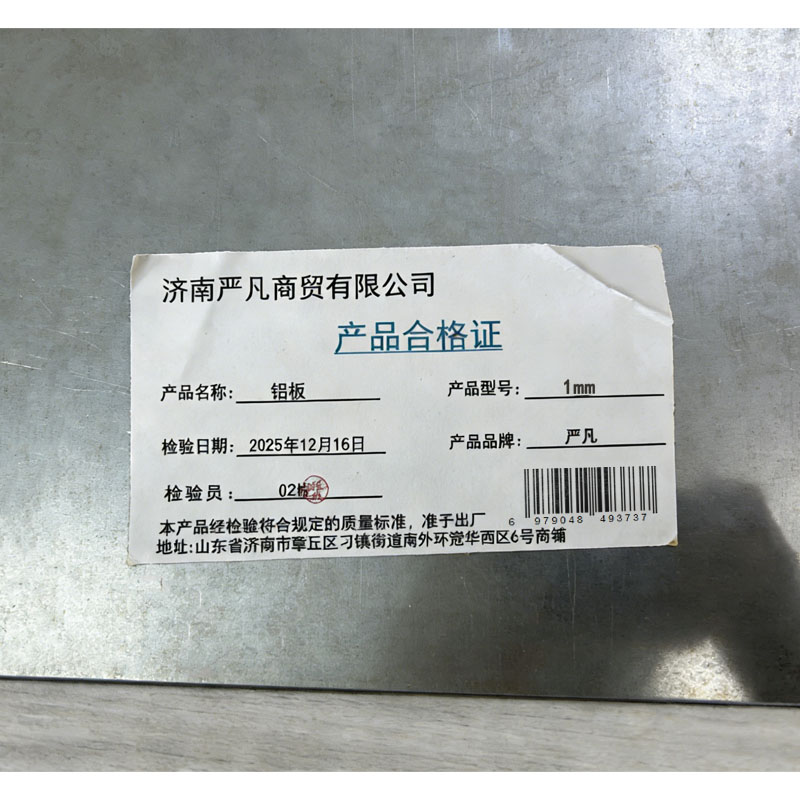 济南严凡商贸有限公司
产品合格证
产品名称: 铝板 产品型号: 1mm
检验日期: 2025年12月16日 产品品牌: 严凡
检验员: 02
6 979048 493737
本产品经检验符合规定的质量标准，准于出厂
地址:山东省济南市章丘区刁镇街道南外环华西区6号商铺